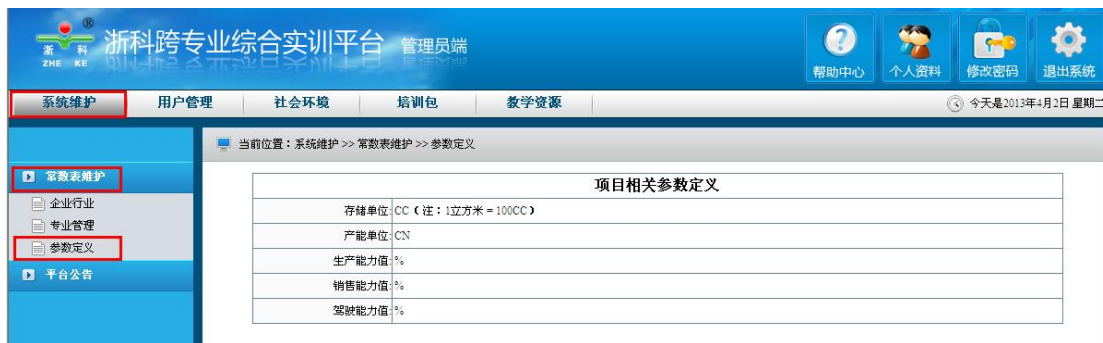 ®
浙 科
ZHE KE
浙科跨专业综合实训平台 管理员端
帮助中心 个人资料 修改密码 退出系统
系统维护 用户管理 社会环境 培训包 教学资源
今天是2013年4月2日 星期二
当前位置：系统维护 >> 常数表维护 >> 参数定义
常数表维护
企业行业
专业管理
参数定义
平台公告
项目相关参数定义
存储单位: CC（注：1立方米＝100CC）
产能单位: CN
生产能力值: %
销售能力值: %
驾驶能力值: %